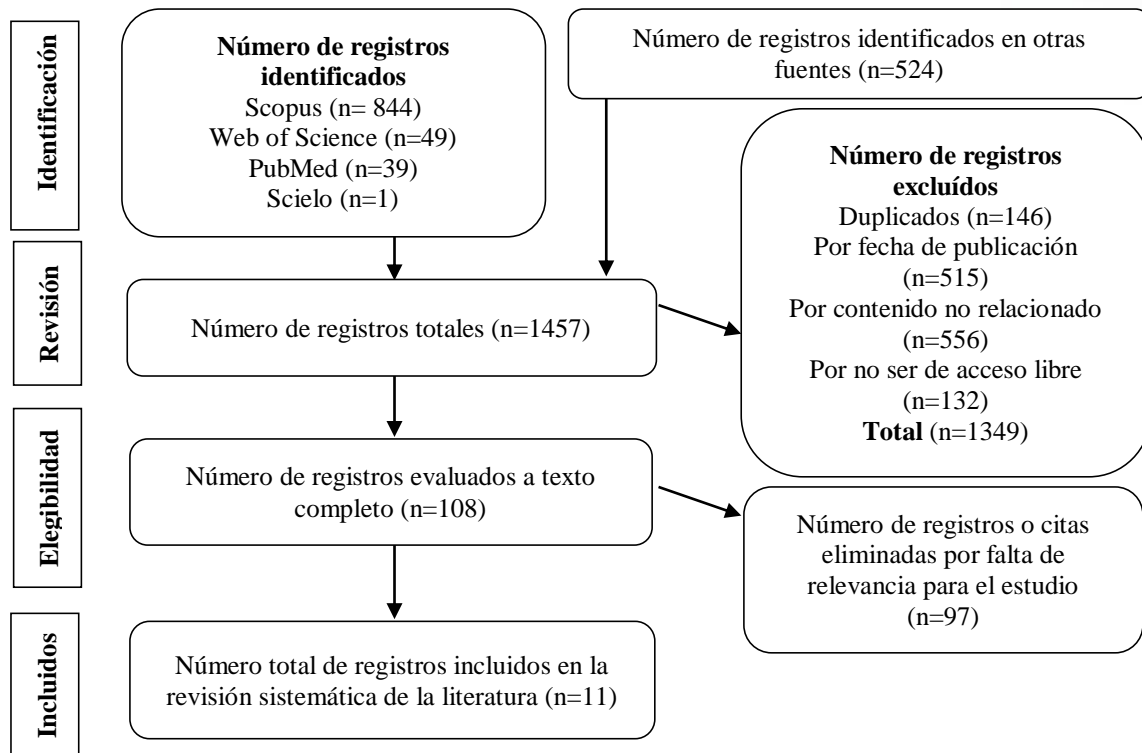 Identificación
Número de registros
identificados
Scopus (n= 844)
Web of Science (n=49)
PubMed (n=39)
Scielo (n=1)
Número de registros identificados en otras
fuentes (n=524)
Número de registros
excluídos
Duplicados (n=146)
Por fecha de publicación
(n=515)
Por contenido no relacionado
(n=556)
Por no ser de acceso libre
(n=132)
Total (n=1349)
Revisión
Número de registros totales (n=1457)
Elegibilidad
Número de registros evaluados a texto
completo (n=108)
Número de registros o citas
eliminadas por falta de
relevancia para el estudio
(n=97)
Incluidos
Número total de registros incluidos en la
revisión sistemática de la literatura (n=11)